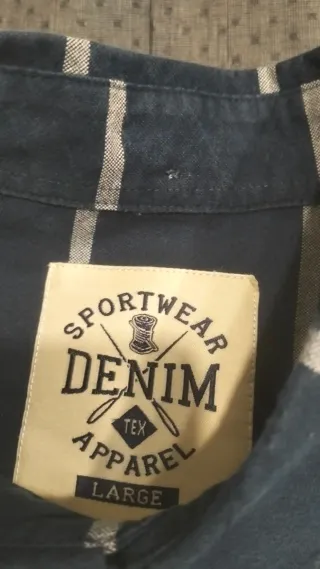 SPORTWEAR
DENIM
TEX
APPAREL
LARGE